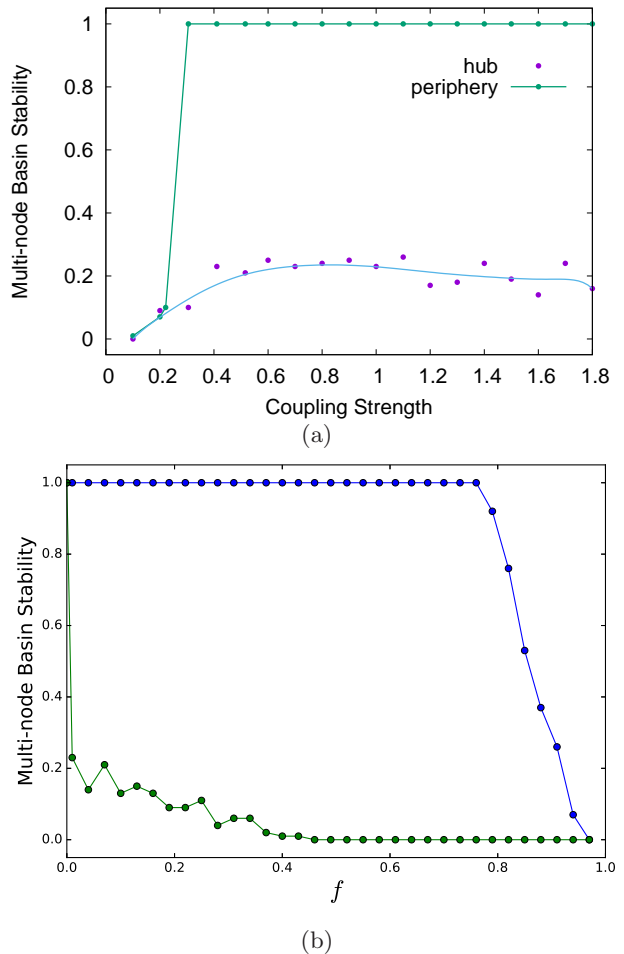 Multi-node Basin Stability
1
0.8
0.6
0.4
0.2
0
hub
periphery
0 0.2 0.4 0.6 0.8 1 1.2 1.4 1.6 1.8
Coupling Strength
(a)
Multi-node Basin Stability
1.0
0.8
0.6
0.4
0.2
0.0
0.0 0.2 0.4 0.6 0.8 1.0
f
(b)